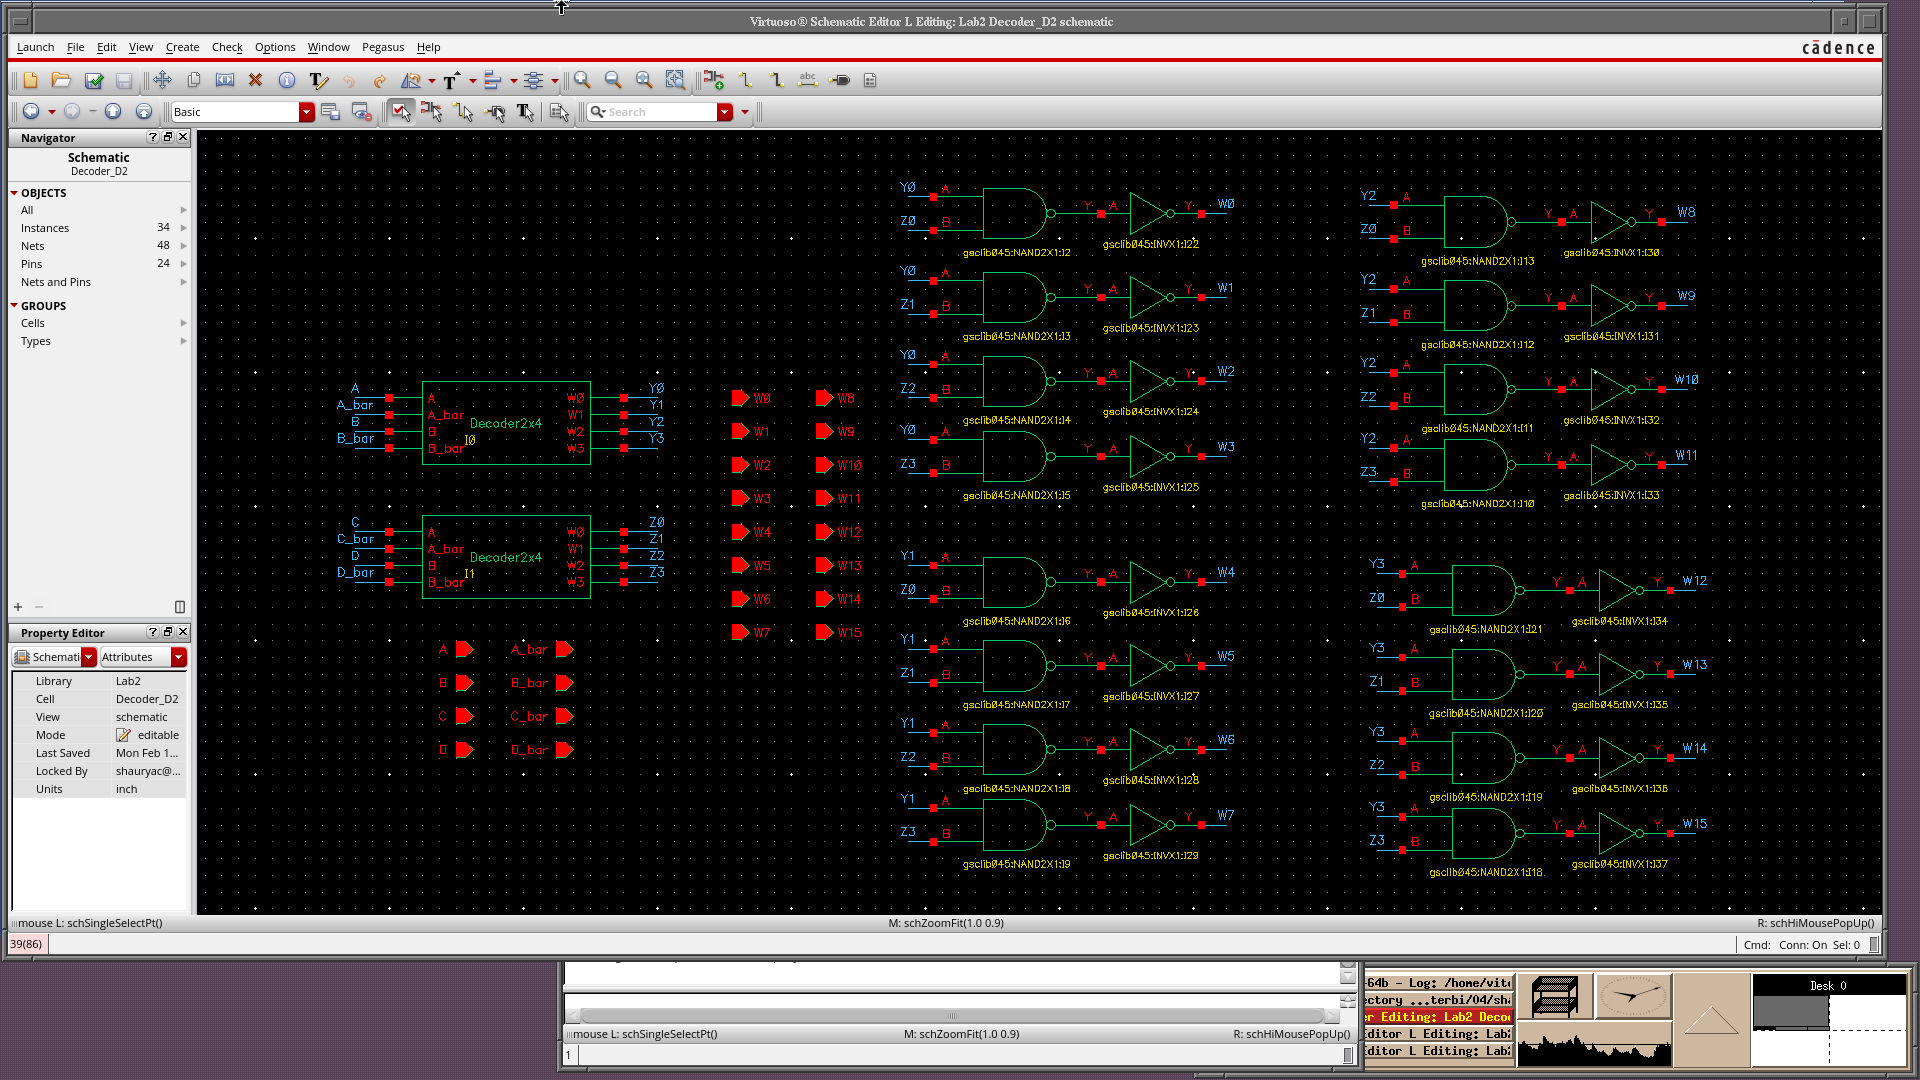 Virtuoso® Schematic Editor L Editing: Lab2 Decoder_D2 schematic
Launch File Edit View Create Check Options Window Pegasus Help
cādence
Basic
Search
Navigator
Schematic
Decoder_D2
OBJECTS
All
Instances 34
Nets 48
Pins 24
Nets and Pins
GROUPS
Cells
Types
Property Editor
Schemati Attributes
Library Lab2
Cell Decoder_D2
View schematic
Mode editable
Last Saved Mon Feb 1...
Locked By shauryac@...
Units inch
A A W0 Y0
A_bar A_bar W1 Y1
B B W2 Y2
B_bar B_bar W3 Y3
Decoder2x4
I0
C A W0 Z0
C_bar A_bar W1 Z1
D B W2 Z2
D_bar B_bar W3 Z3
Decoder2x4
I1
A A_bar
B B_bar
C C_bar
D D_bar
W0 W8
W1 W9
W2 W10
W3 W11
W4 W12
W5 W13
W6 W14
W7 W15
Y0 A Y A Y W0
Z0 B
gsclib045:NAND2X1:I2 gsclib045:INVX1:I22
Y0 A Y A Y W1
Z1 B
gsclib045:NAND2X1:I3 gsclib045:INVX1:I23
Y0 A Y A Y W2
Z2 B
gsclib045:NAND2X1:I4 gsclib045:INVX1:I24
Y0 A Y A Y W3
Z3 B
gsclib045:NAND2X1:I5 gsclib045:INVX1:I25
Y1 A Y A Y W4
Z0 B
gsclib045:NAND2X1:I6 gsclib045:INVX1:I26
Y1 A Y A Y W5
Z1 B
gsclib045:NAND2X1:I7 gsclib045:INVX1:I27
Y1 A Y A Y W6
Z2 B
gsclib045:NAND2X1:I8 gsclib045:INVX1:I28
Y1 A Y A Y W7
Z3 B
gsclib045:NAND2X1:I9 gsclib045:INVX1:I29
Y2 A Y A Y W8
Z0 B
gsclib045:NAND2X1:I13 gsclib045:INVX1:I30
Y2 A Y A Y W9
Z1 B
gsclib045:NAND2X1:I12 gsclib045:INVX1:I31
Y2 A Y A Y W10
Z2 B
gsclib045:NAND2X1:I11 gsclib045:INVX1:I32
Y2 A Y A Y W11
Z3 B
gsclib045:NAND2X1:I10 gsclib045:INVX1:I33
Y3 A Y A Y W12
Z0 B
gsclib045:NAND2X1:I21 gsclib045:INVX1:I34
Y3 A Y A Y W13
Z1 B
gsclib045:NAND2X1:I20 gsclib045:INVX1:I35
Y3 A Y A Y W14
Z2 B
gsclib045:NAND2X1:I19 gsclib045:INVX1:I36
Y3 A Y A Y W15
Z3 B
gsclib045:NAND2X1:I18 gsclib045:INVX1:I37
mouse L: schSingleSelectPt() M: schZoomFit(1.0 0.9) R: schHiMousePopUp()
39(86) Cmd: Conn: On Sel: 0
mouse L: schSingleSelectPt() M: schZoomFit(1.0 0.9) R: schHiMousePopUp()
1
-64b - Log: /home/vit
ectory ...terbi/04/sh
er Editing: Lab2 Deco
Editor L Editing: Lab
Editor L Editing: Lab
Desk 0